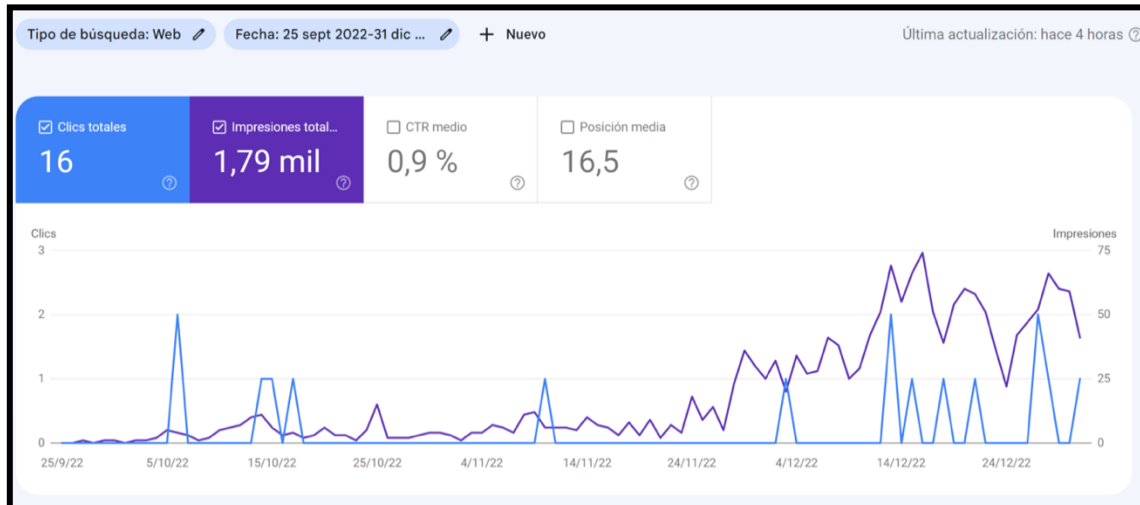 Tipo de búsqueda: Web
Fecha: 25 sept 2022-31 dic ...
+ Nuevo
Última actualización: hace 4 horas
Clics totales
16
Impresiones total...
1,79 mil
CTR medio
0,9 %
Posición media
16,5
Clics
Impresiones
3
75
2
50
1
25
0
0
25/9/22
5/10/22
15/10/22
25/10/22
4/11/22
14/11/22
24/11/22
4/12/22
14/12/22
24/12/22